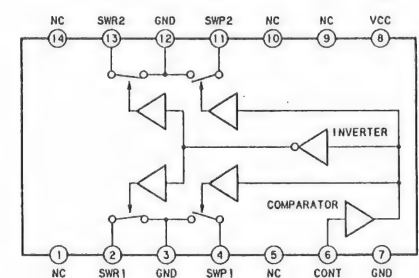 NC SWR2 GND SWP2 NC NC VCC
14 13 12 11 10 9 8
INVERTER
COMPARATOR
1 2 3 4 5 6 7
NC SWR1 GND SWP1 NC CONT GND